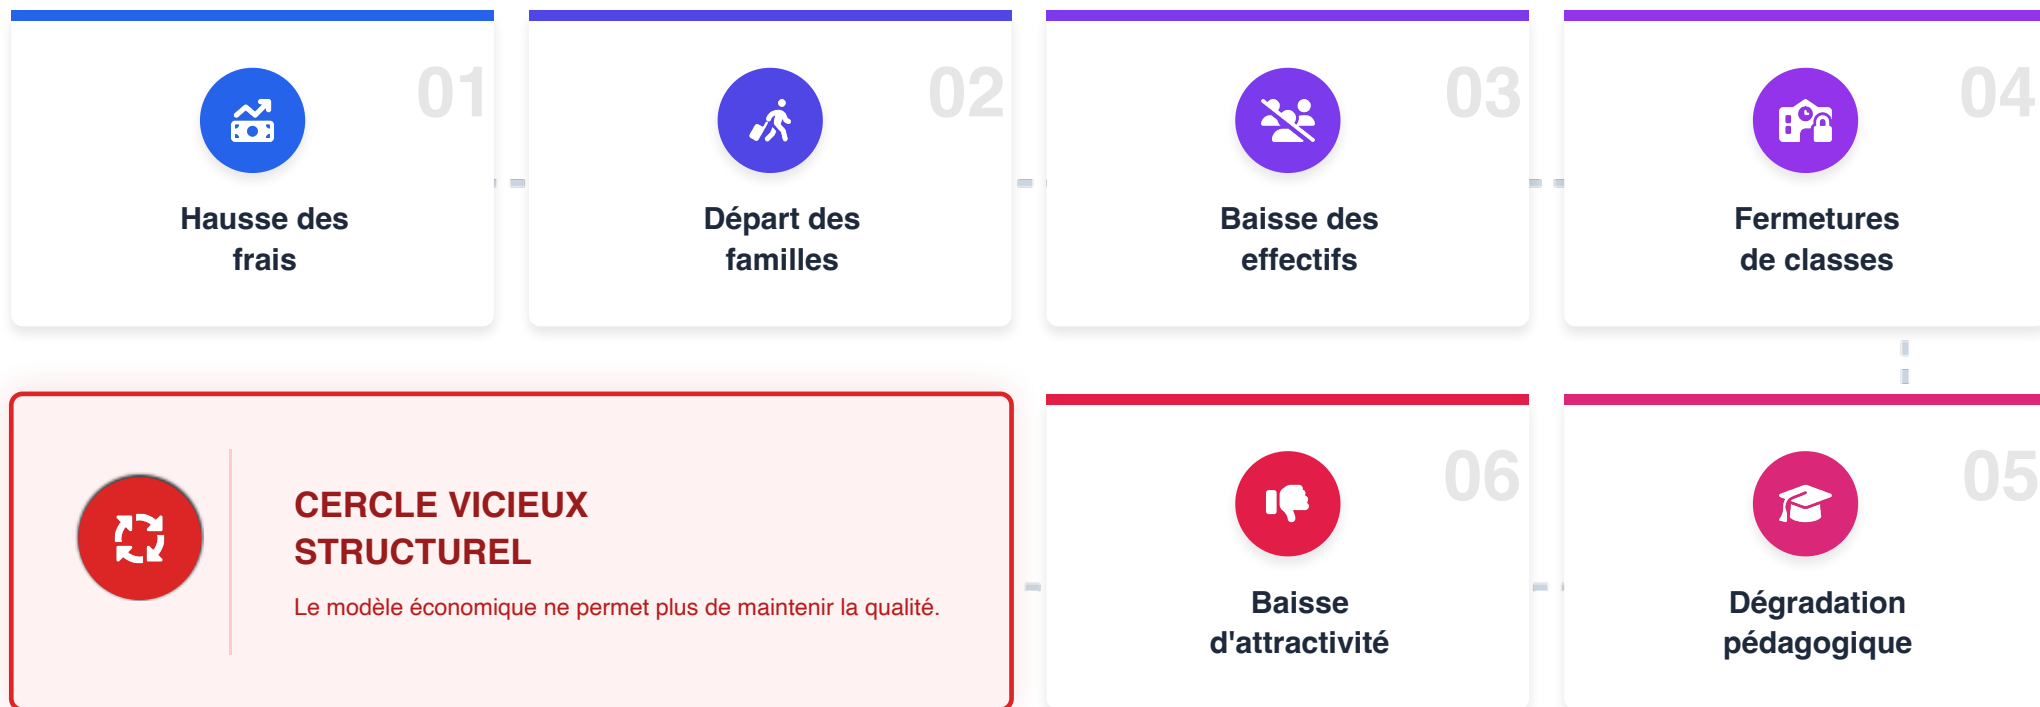 01
Hausse des
frais
02
Départ des
familles
03
Baisse des
effectifs
04
Fermetures
de classes
CERCLE VICIEUX
STRUCTUREL
Le modèle économique ne permet plus de maintenir la qualité.
06
Baisse
d'attractivité
05
Dégradation
pédagogique